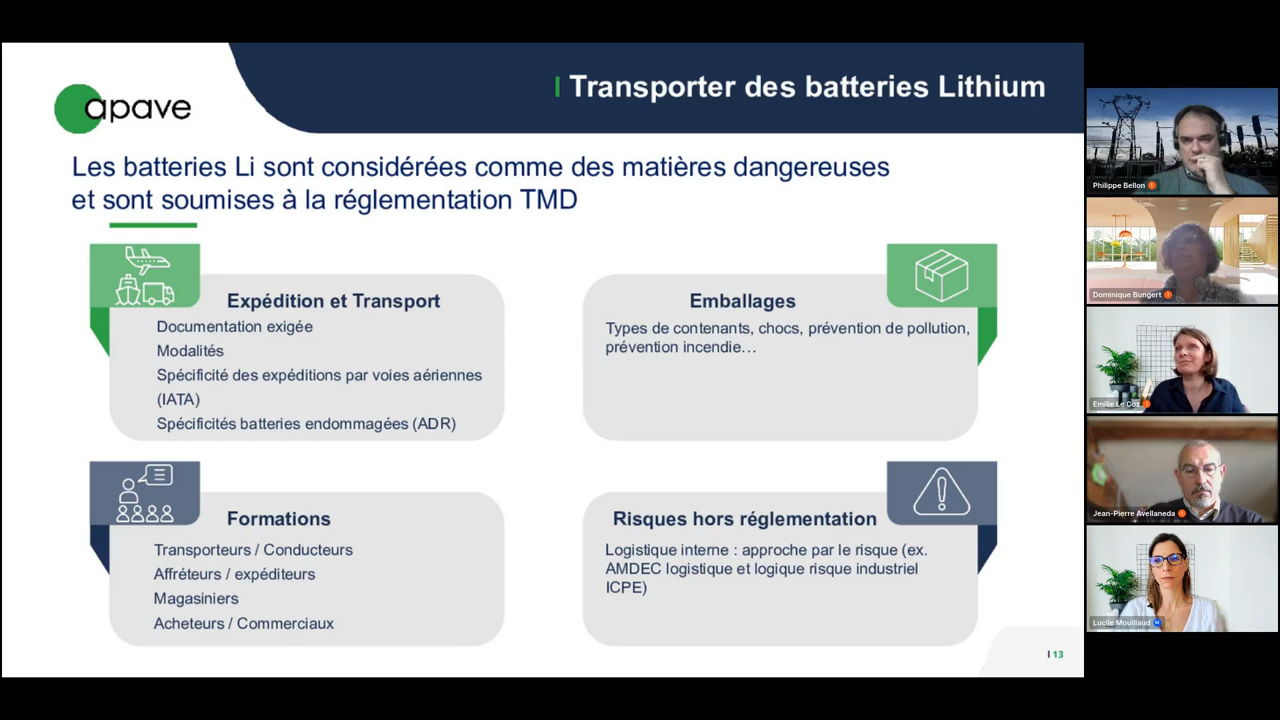 apave
I Transporter des batteries Lithium
Les batteries Li sont considérées comme des matières dangereuses
et sont soumises à la réglementation TMD
Expédition et Transport
Documentation exigée
Modalités
Spécificité des expéditions par voies aériennes
(IATA)
Spécificités batteries endommagées (ADR)
Emballages
Types de contenants, chocs, prévention de pollution,
prévention incendie…
Formations
Transporteurs / Conducteurs
Affréteurs / expéditeurs
Magasiniers
Acheteurs / Commerciaux
Risques hors réglementation
Logistique interne : approche par le risque (ex.
AMDEC logistique et logique risque industriel
ICPE)
I 13
Philippe Bellon
Dominique Bungert
Emilie Le Coz
Jean-Pierre Avellaneda
Lucile Mouillaud M